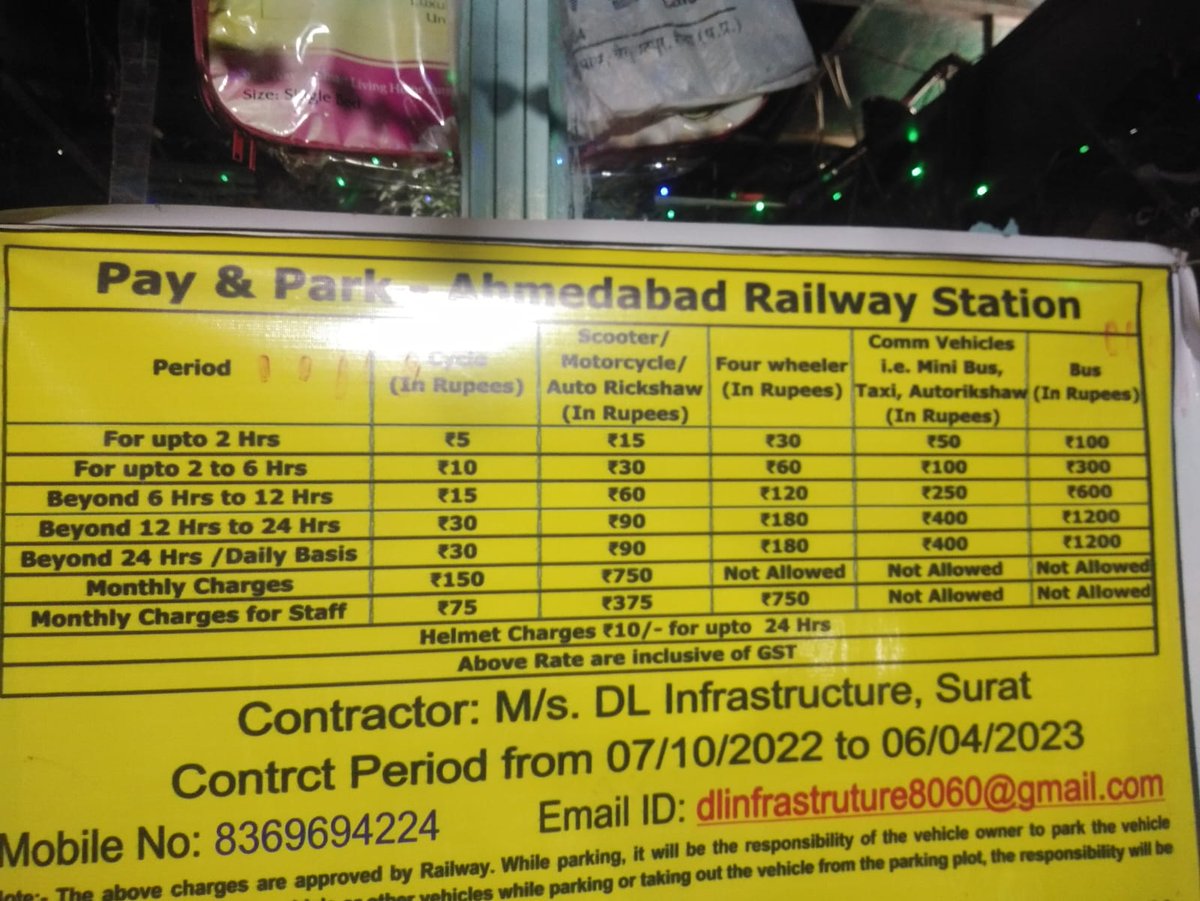 Luxu
Un
Living Home
Size: Single Bed
Pay & Park - Ahmedabad Railway Station
Period Cycle (In Rupees) Scooter/ Motorcycle/ Auto Rickshaw (In Rupees) Four wheeler (In Rupees) Comm Vehicles i.e. Mini Bus, Taxi, Autorikshaw (In Rupees) Bus (In Rupees)
For upto 2 Hrs ₹5 ₹15 ₹30 ₹50 ₹100
For upto 2 to 6 Hrs ₹10 ₹30 ₹60 ₹100 ₹300
Beyond 6 Hrs to 12 Hrs ₹15 ₹60 ₹120 ₹250 ₹600
Beyond 12 Hrs to 24 Hrs ₹30 ₹90 ₹180 ₹400 ₹1200
Beyond 24 Hrs /Daily Basis ₹30 ₹90 ₹180 ₹400 ₹1200
Monthly Charges ₹150 ₹750 Not Allowed Not Allowed Not Allowed
Monthly Charges for Staff ₹75 ₹375 ₹750 Not Allowed Not Allowed
Helmet Charges ₹10/- for upto 24 Hrs
Above Rate are inclusive of GST
Contractor: M/s. DL Infrastructure, Surat
Contrct Period from 07/10/2022 to 06/04/2023
Mobile No: 8369694224 Email ID: dlinfrastruture8060@gmail.com
Note:- The above charges are approved by Railway. While parking, it will be the responsibility of the vehicle owner to park the vehicle
or other vehicles while parking or taking out the vehicle from the parking plot, the responsibility will be